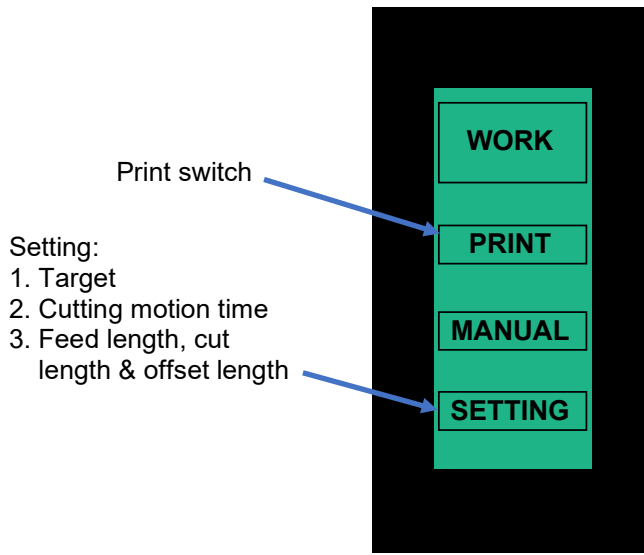 Print switch
Setting:
1. Target
2. Cutting motion time
3. Feed length, cut
length & offset length
WORK
PRINT
MANUAL
SETTING